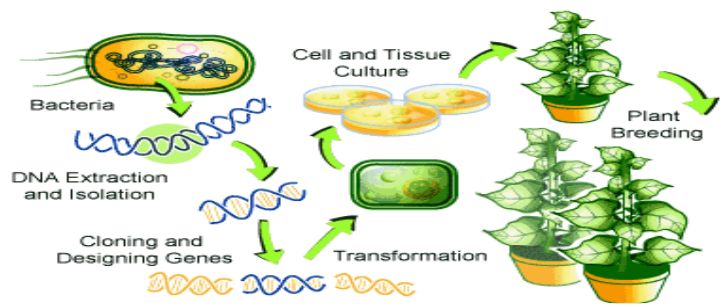 Bacteria
DNA Extraction
and Isolation
Cloning and
Designing Genes
Transformation
Cell and Tissue
Culture
Plant
Breeding